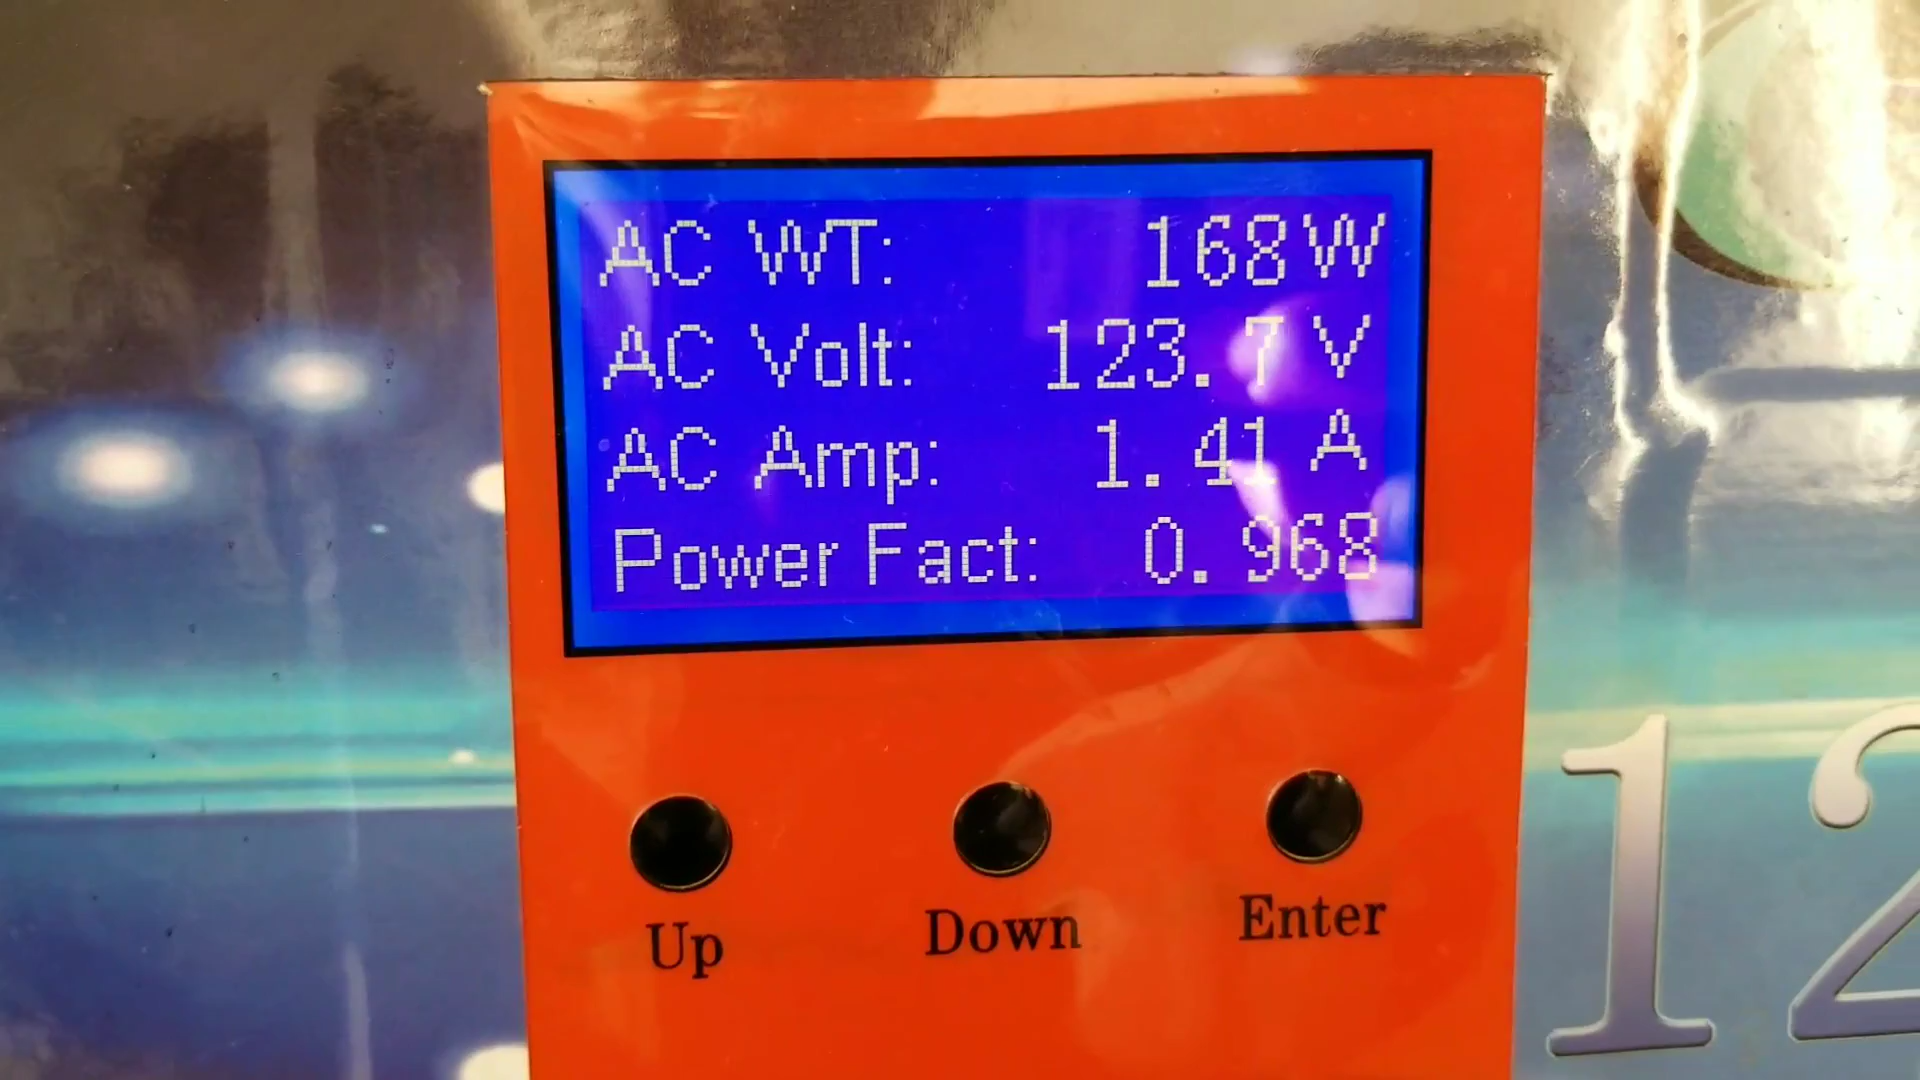 AC WT: 168W
AC Volt: 123.7 V
AC Amp: 1.41 A
Power Fact: 0.968
Up Down Enter
12